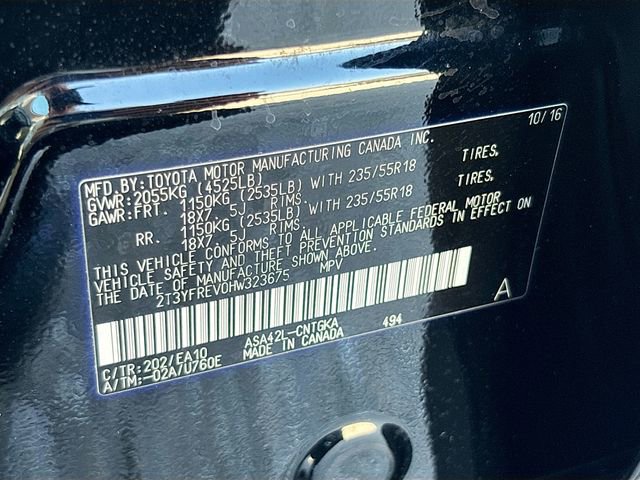 10/16
MFD.BY:TOYOTA MOTOR MANUFACTURING CANADA INC.
GVWR:2055KG (4525LB)
GAWR:FRT. 1150KG (2535LB) WITH 235/55R18 TIRES,
18X7. 5J RIMS.
RR. 1150KG (2535LB) WITH 235/55R18 TIRES,
18X7. 5J RIMS.
THIS VEHICLE CONFORMS TO ALL APPLICABLE FEDERAL MOTOR
VEHICLE SAFETY AND THEFT PREVENTION STANDARDS IN EFFECT ON
THE DATE OF MANUFACTURE SHOWN ABOVE.
2T3YFREV0HW323675 MPV
A
C/TR:202/EA10 ASA42L-CNTGKA 494
A/TM:-02A/U760E MADE IN CANADA